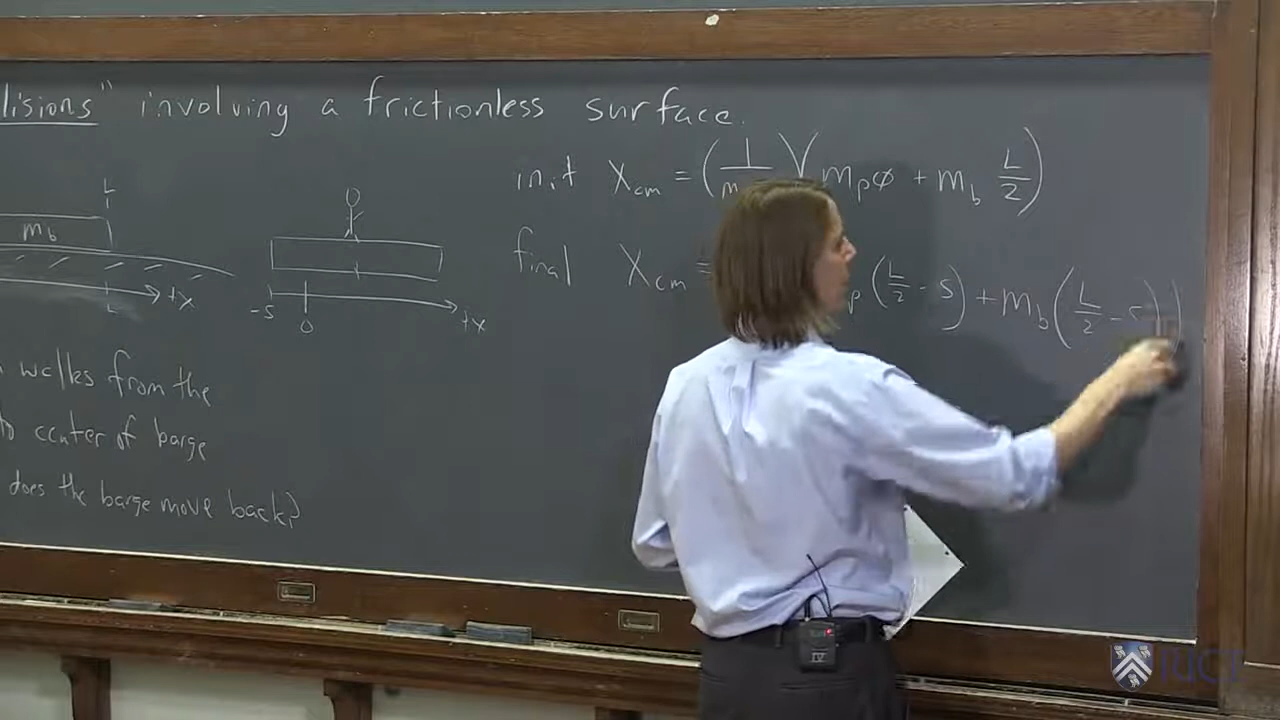 lisions" involving a frictionless surface.
init X_cm = (1/m )(m_p ø + m_b L/2)
final X_cm = p (L/2 - s) + m_b (L/2 - s))
L
m_b
+x
L
-s
0
+x
walks from the
to center of barge
does the barge move back?
IV
RICE